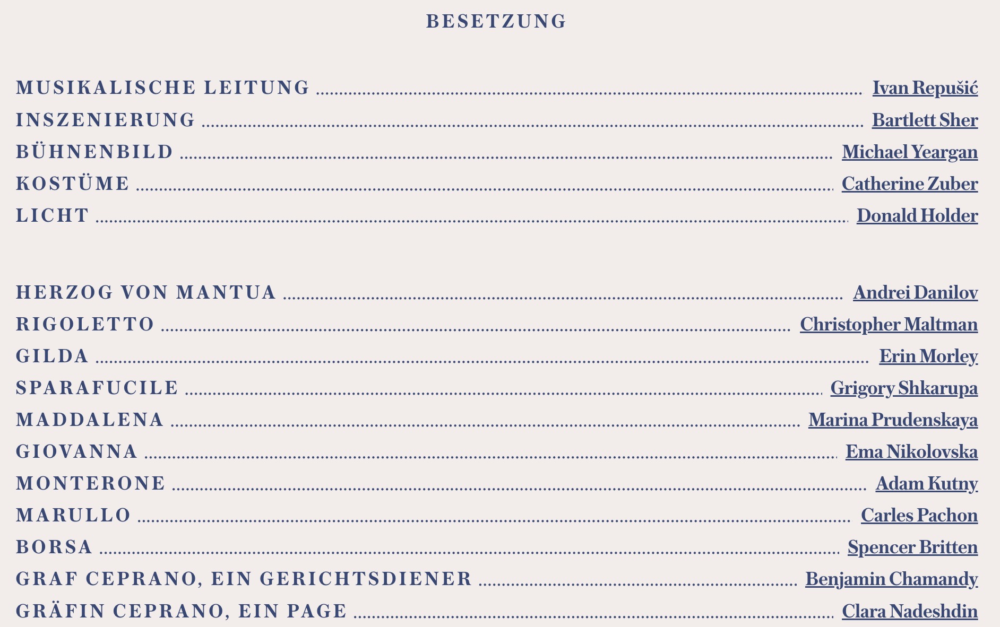 BESETZUNG
MUSIKALISCHE LEITUNG Ivan Repušić
INSZENIERUNG Bartlett Sher
BÜHNENBILD Michael Yeargan
KOSTÜME Catherine Zuber
LICHT Donald Holder
HERZOG VON MANTUA Andrei Danilov
RIGOLETTO Christopher Maltman
GILDA Erin Morley
SPARAFUCILE Grigory Shkarupa
MADDALENA Marina Prudenskaya
GIOVANNA Ema Nikolovska
MONTERONE Adam Kutny
MARULLO Carles Pachon
BORSA Spencer Britten
GRAF CEPRANO, EIN GERICHTSDIENER Benjamin Chamandy
GRÄFIN CEPRANO, EIN PAGE Clara Nadeshdin